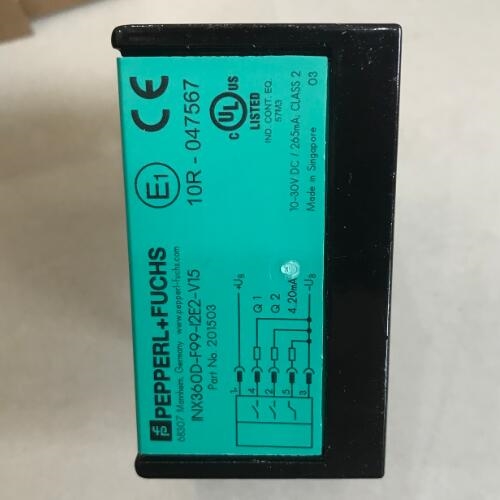 PEPPERL+FUCHS
68307 Mannheim, Germany www.pepperl-fuchs.com
INX360D-F99-I2E2-V15
Part No. 201503
CE
E1
10R - 047567
C UL US
LISTED
IND. CONT. EQ.
57M3
10-30V DC / 265mA; CLASS 2
Made in Singapore 03
1 +UB
4 Q 1
2 Q 2
5 4..20mA
3 -UB